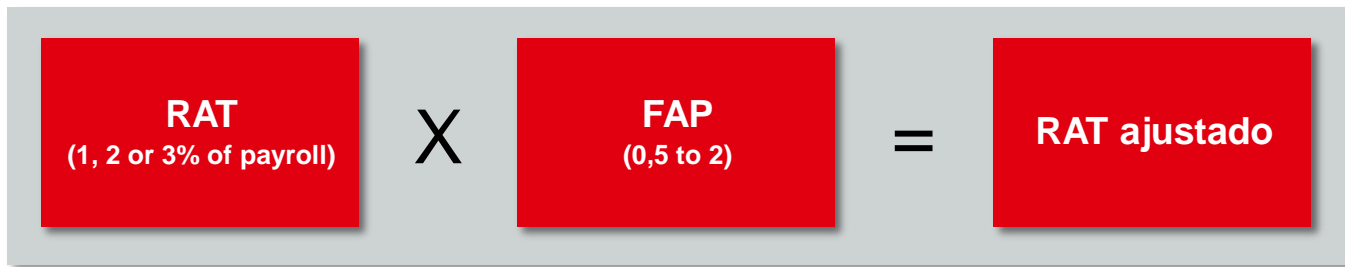 RAT
(1, 2 or 3% of payroll)
X
FAP
(0,5 to 2)
=
RAT ajustado